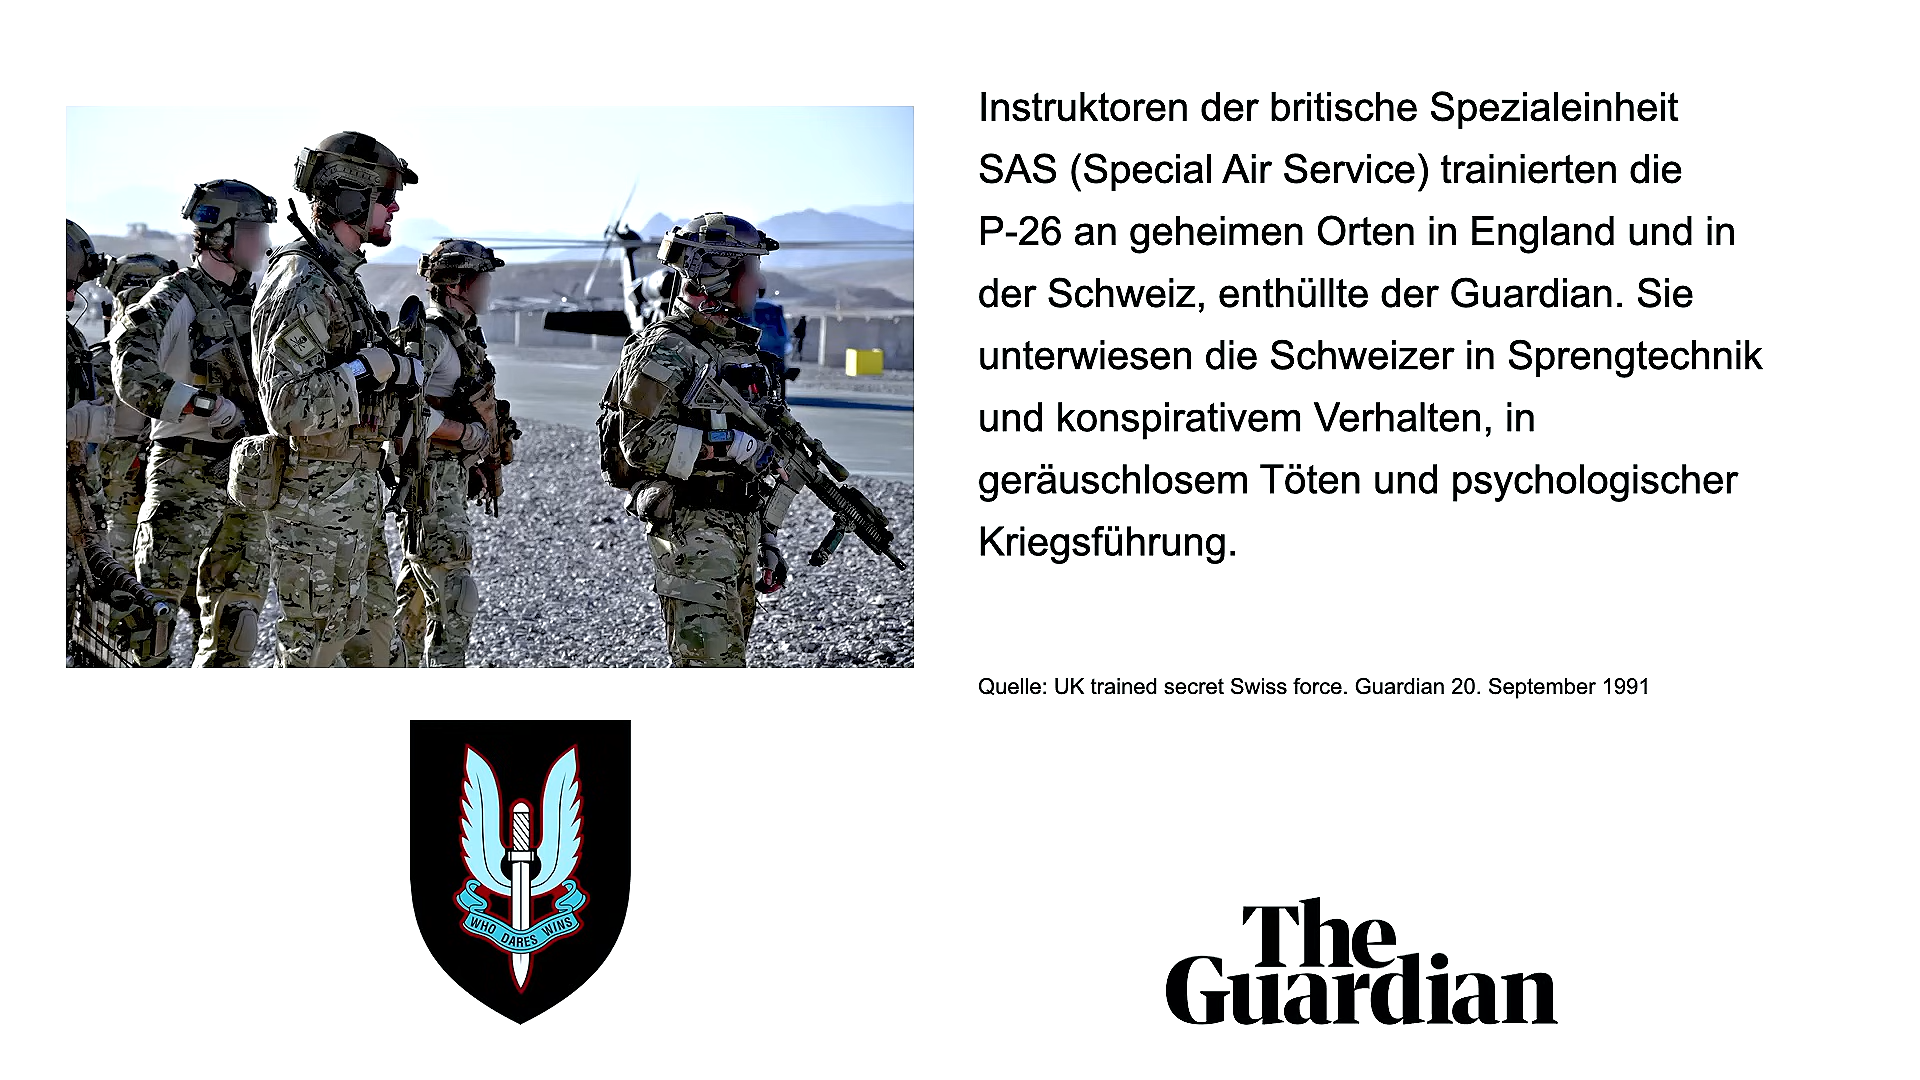 Instruktoren der britische Spezialeinheit
SAS (Special Air Service) trainierten die
P-26 an geheimen Orten in England und in
der Schweiz, enthüllte der Guardian. Sie
unterwiesen die Schweizer in Sprengtechnik
und konspirativem Verhalten, in
geräuschlosem Töten und psychologischer
Kriegsführung.
Quelle: UK trained secret Swiss force. Guardian 20. September 1991
WHO DARES WINS
The
Guardian